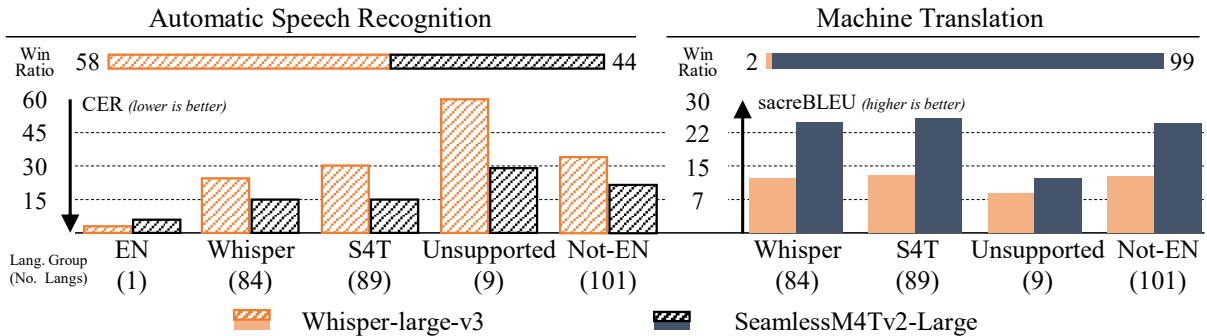 Automatic Speech Recognition
Machine Translation
Win Ratio 58 44
Win Ratio 2 99
60 CER (lower is better)
45
30
15
30 sacreBLEU (higher is better)
22
15
7
EN Whisper S4T Unsupported Not-EN
Lang. Group (No. Langs) (1) (84) (89) (9) (101)
Whisper S4T Unsupported Not-EN
(84) (89) (9) (101)
Whisper-large-v3 SeamlessM4Tv2-Large